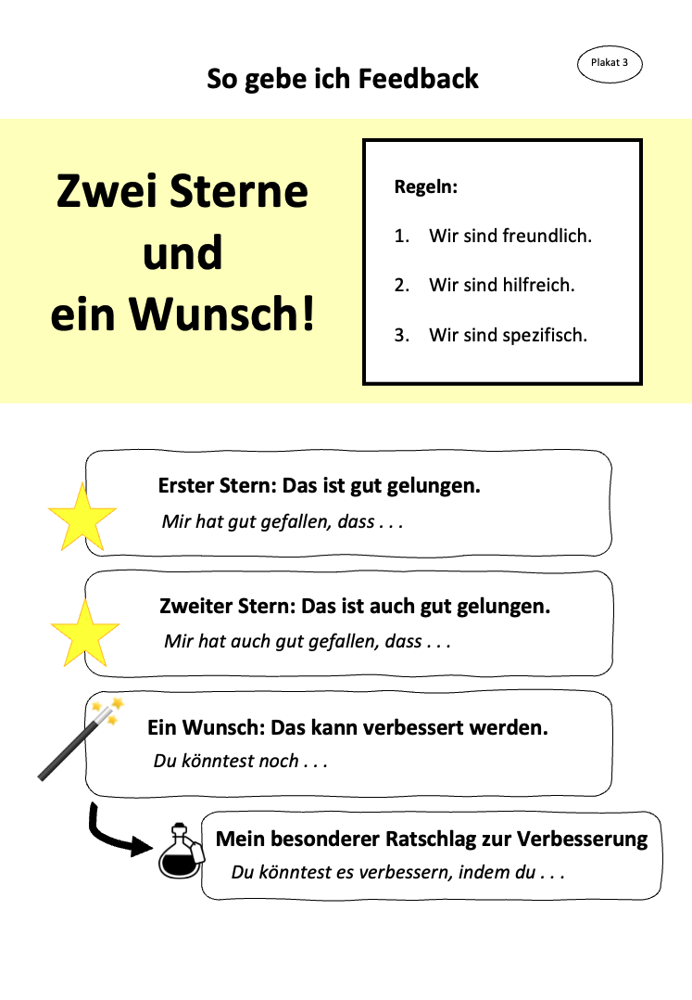 Plakat 3
So gebe ich Feedback
Zwei Sterne
und
ein Wunsch!
Regeln:
1. Wir sind freundlich.
2. Wir sind hilfreich.
3. Wir sind spezifisch.
Erster Stern: Das ist gut gelungen.
Mir hat gut gefallen, dass . . .
Zweiter Stern: Das ist auch gut gelungen.
Mir hat auch gut gefallen, dass . . .
Ein Wunsch: Das kann verbessert werden.
Du könntest noch . . .
Mein besonderer Ratschlag zur Verbesserung
Du könntest es verbessern, indem du . . .